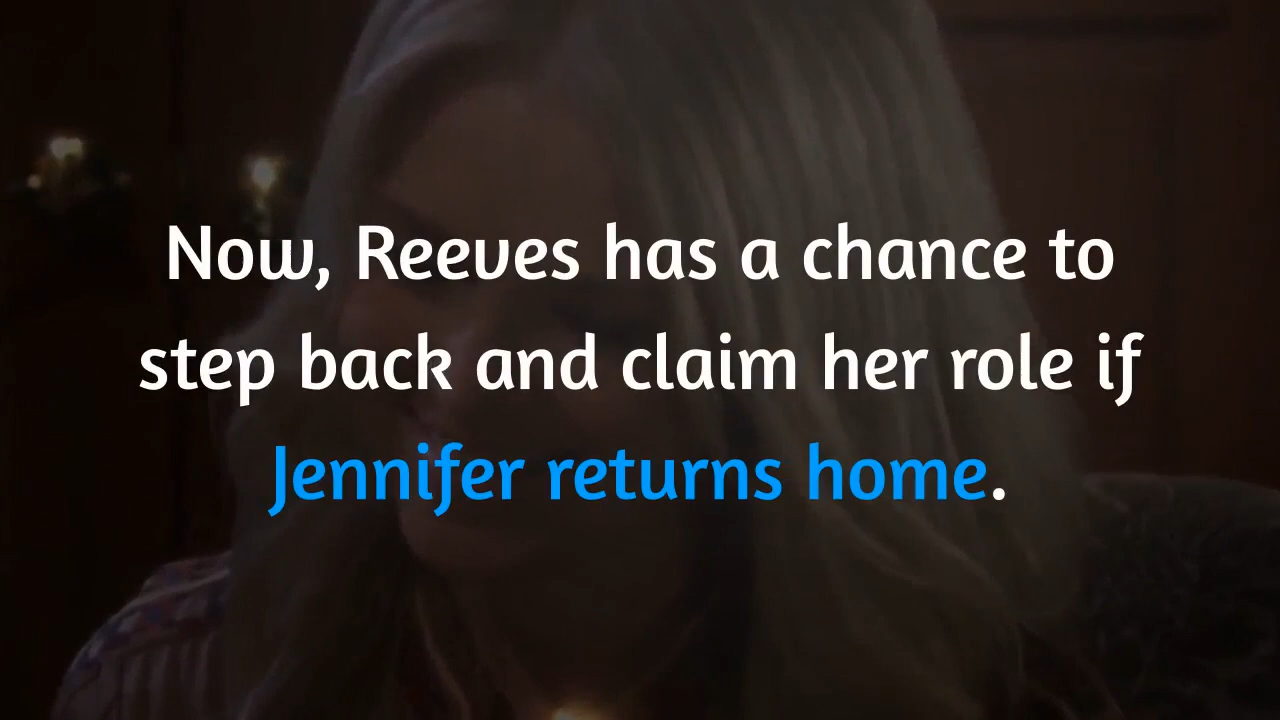 Now, Reeves has a chance to
step back and claim her role if
Jennifer returns home.